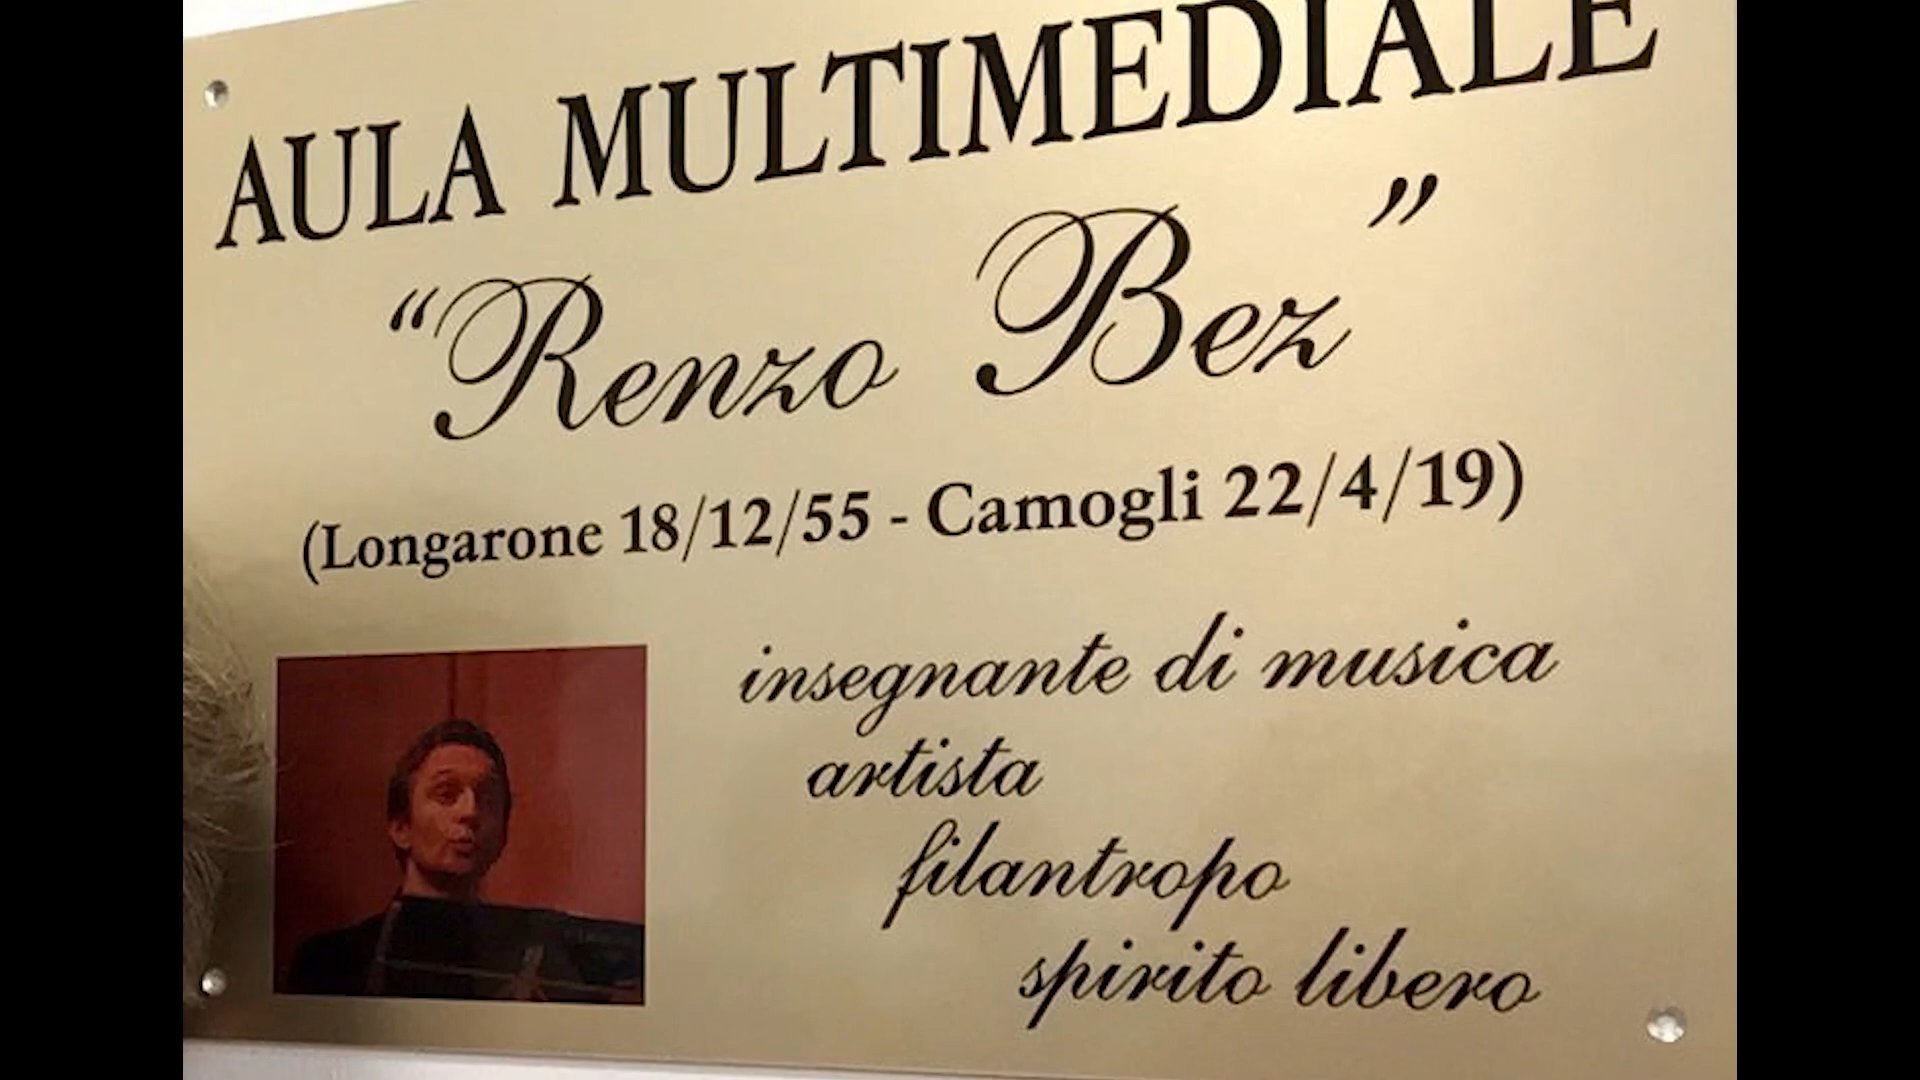 AULA MULTIMEDIALE
“Renzo Bez”
(Longarone 18/12/55 - Camogli 22/4/19)
insegnante di musica
artista
filantropo
spirito libero